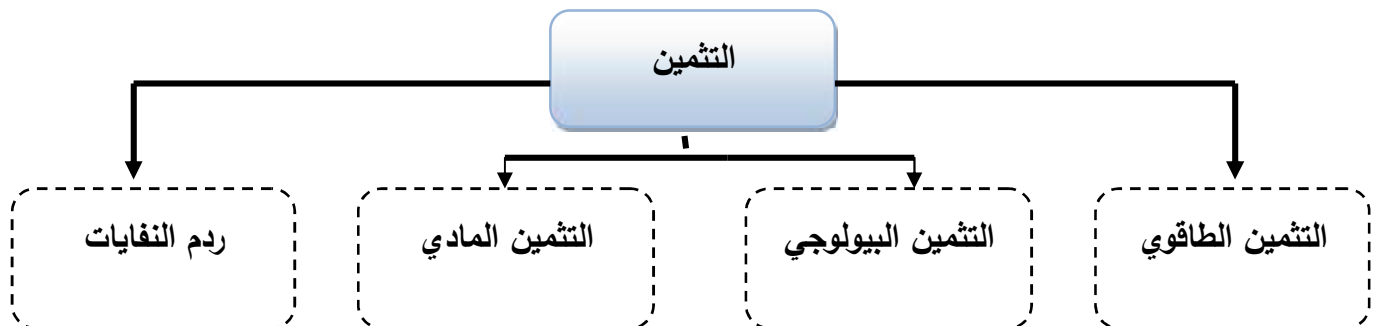 التثمين
التثمين الطاقوي
التثمين البيولوجي
التثمين المادي
ردم النفايات